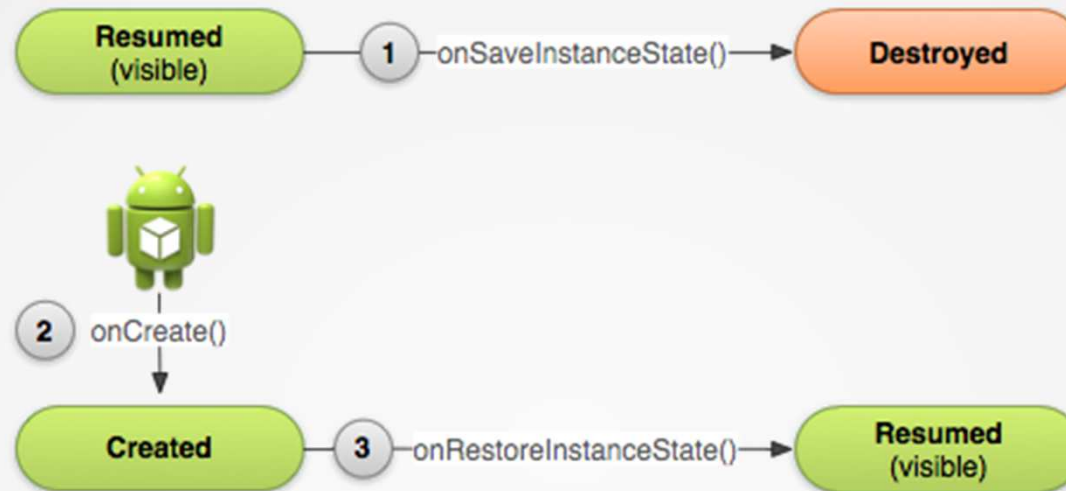 Resumed
(visible)
1
onSaveInstanceState()
Destroyed
2
onCreate()
Created
3
onRestoreInstanceState()
Resumed
(visible)